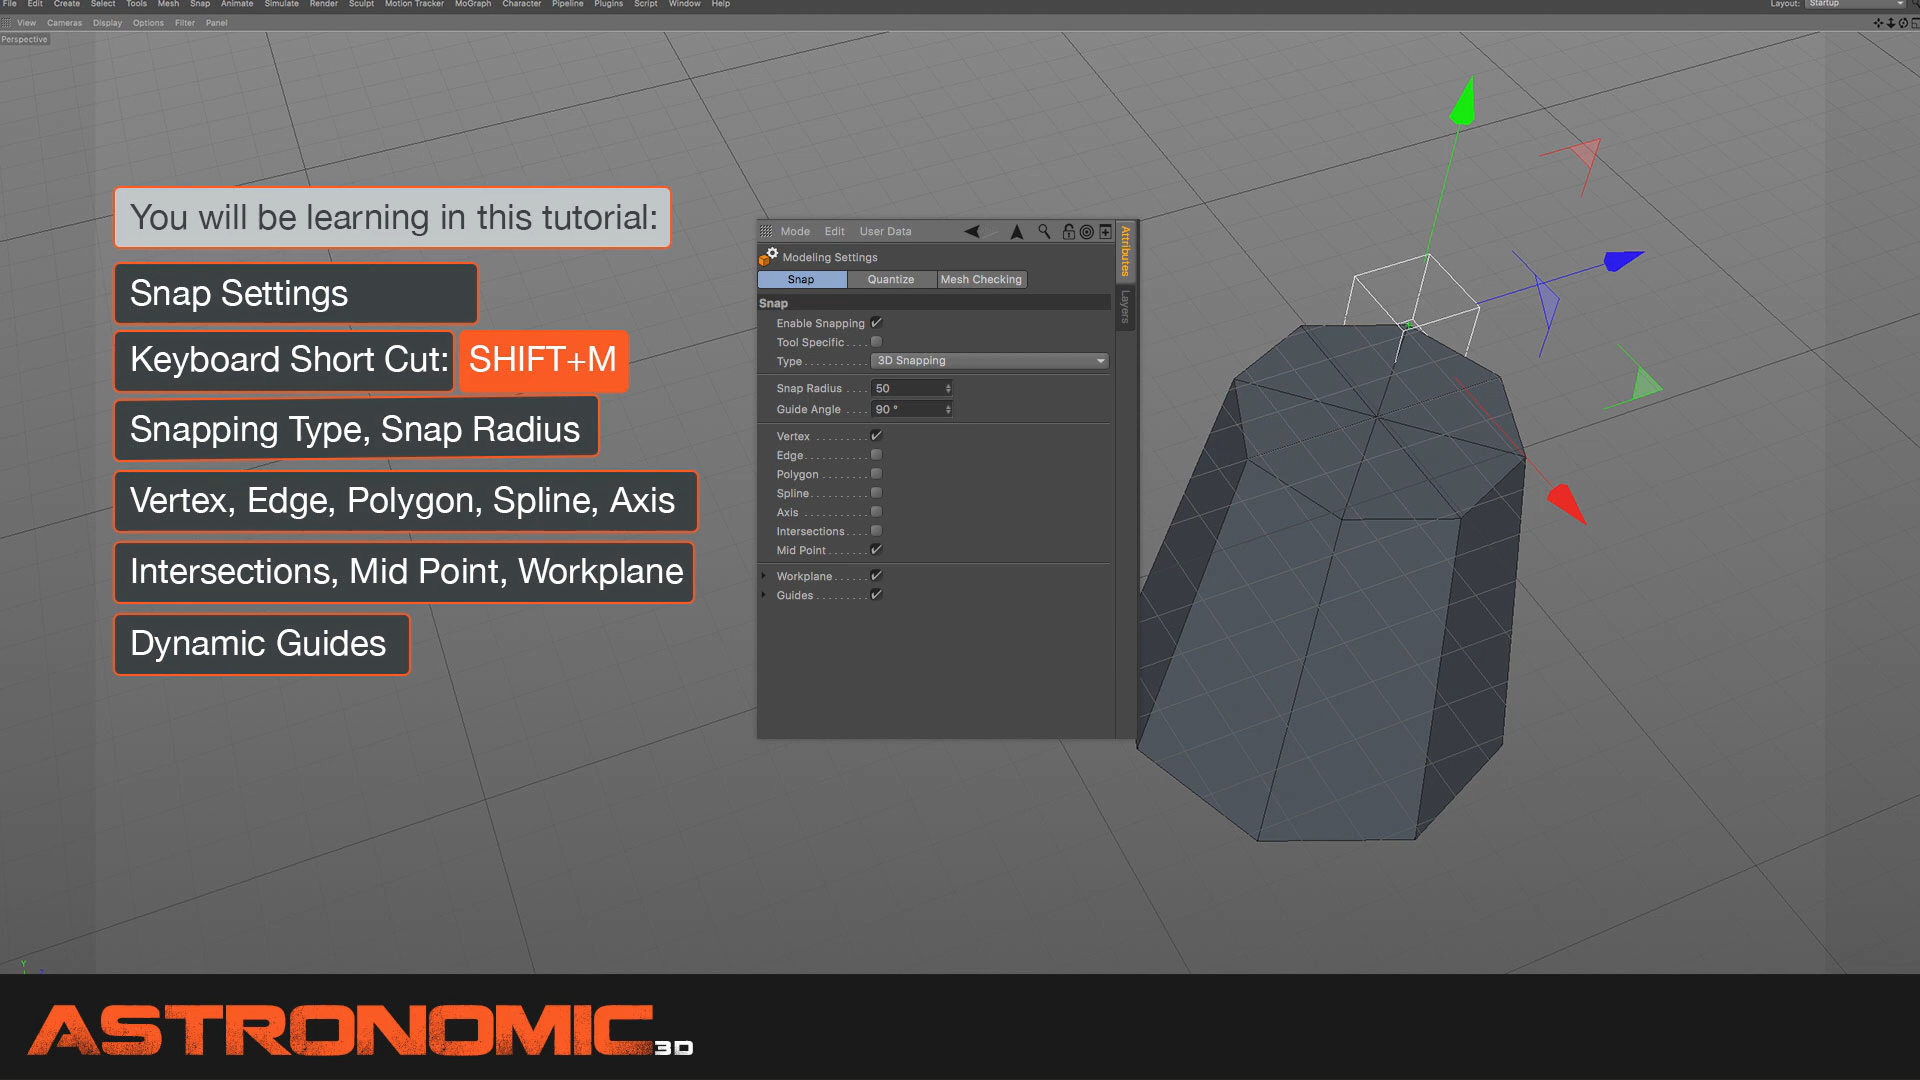 File Edit Create Select Tools Mesh Snap Animate Simulate Render Sculpt Motion Tracker MoGraph Character Pipeline Plugins Script Window Help Layout: Startup
View Cameras Display Options Filter Panel
Perspective
You will be learning in this tutorial:
Snap Settings
Keyboard Short Cut: SHIFT+M
Snapping Type, Snap Radius
Vertex, Edge, Polygon, Spline, Axis
Intersections, Mid Point, Workplane
Dynamic Guides
Mode Edit User Data
Modeling Settings
Snap Quantize Mesh Checking
Snap
Enable Snapping
Tool Specific....
Type........... 3D Snapping
Snap Radius .... 50
Guide Angle .... 90 °
Vertex ........
Edge..........
Polygon .......
Spline.........
Axis ..........
Intersections...
Mid Point......
Workplane.....
Guides ........
Attributes
Layers
Y
ASTRONOMIC3D